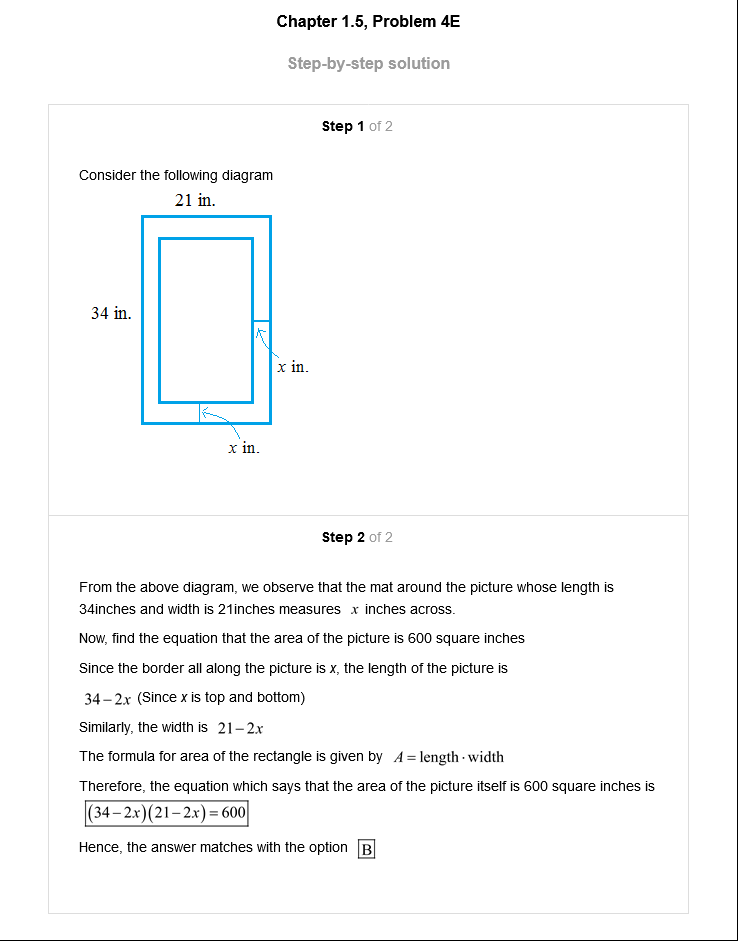 Chapter 1.5, Problem 4E
Step-by-step solution
Step 1 of 2
Consider the following diagram
21 in.
34 in.
x in.
x in.
Step 2 of 2
From the above diagram, we observe that the mat around the picture whose length is
34inches and width is 21inches measures x inches across.
Now, find the equation that the area of the picture is 600 square inches
Since the border all along the picture is x, the length of the picture is
34 – 2x (Since x is top and bottom)
Similarly, the width is 21 – 2x
The formula for area of the rectangle is given by A = length · width
Therefore, the equation which says that the area of the picture itself is 600 square inches is
(34 – 2x)(21 – 2x) = 600
Hence, the answer matches with the option B